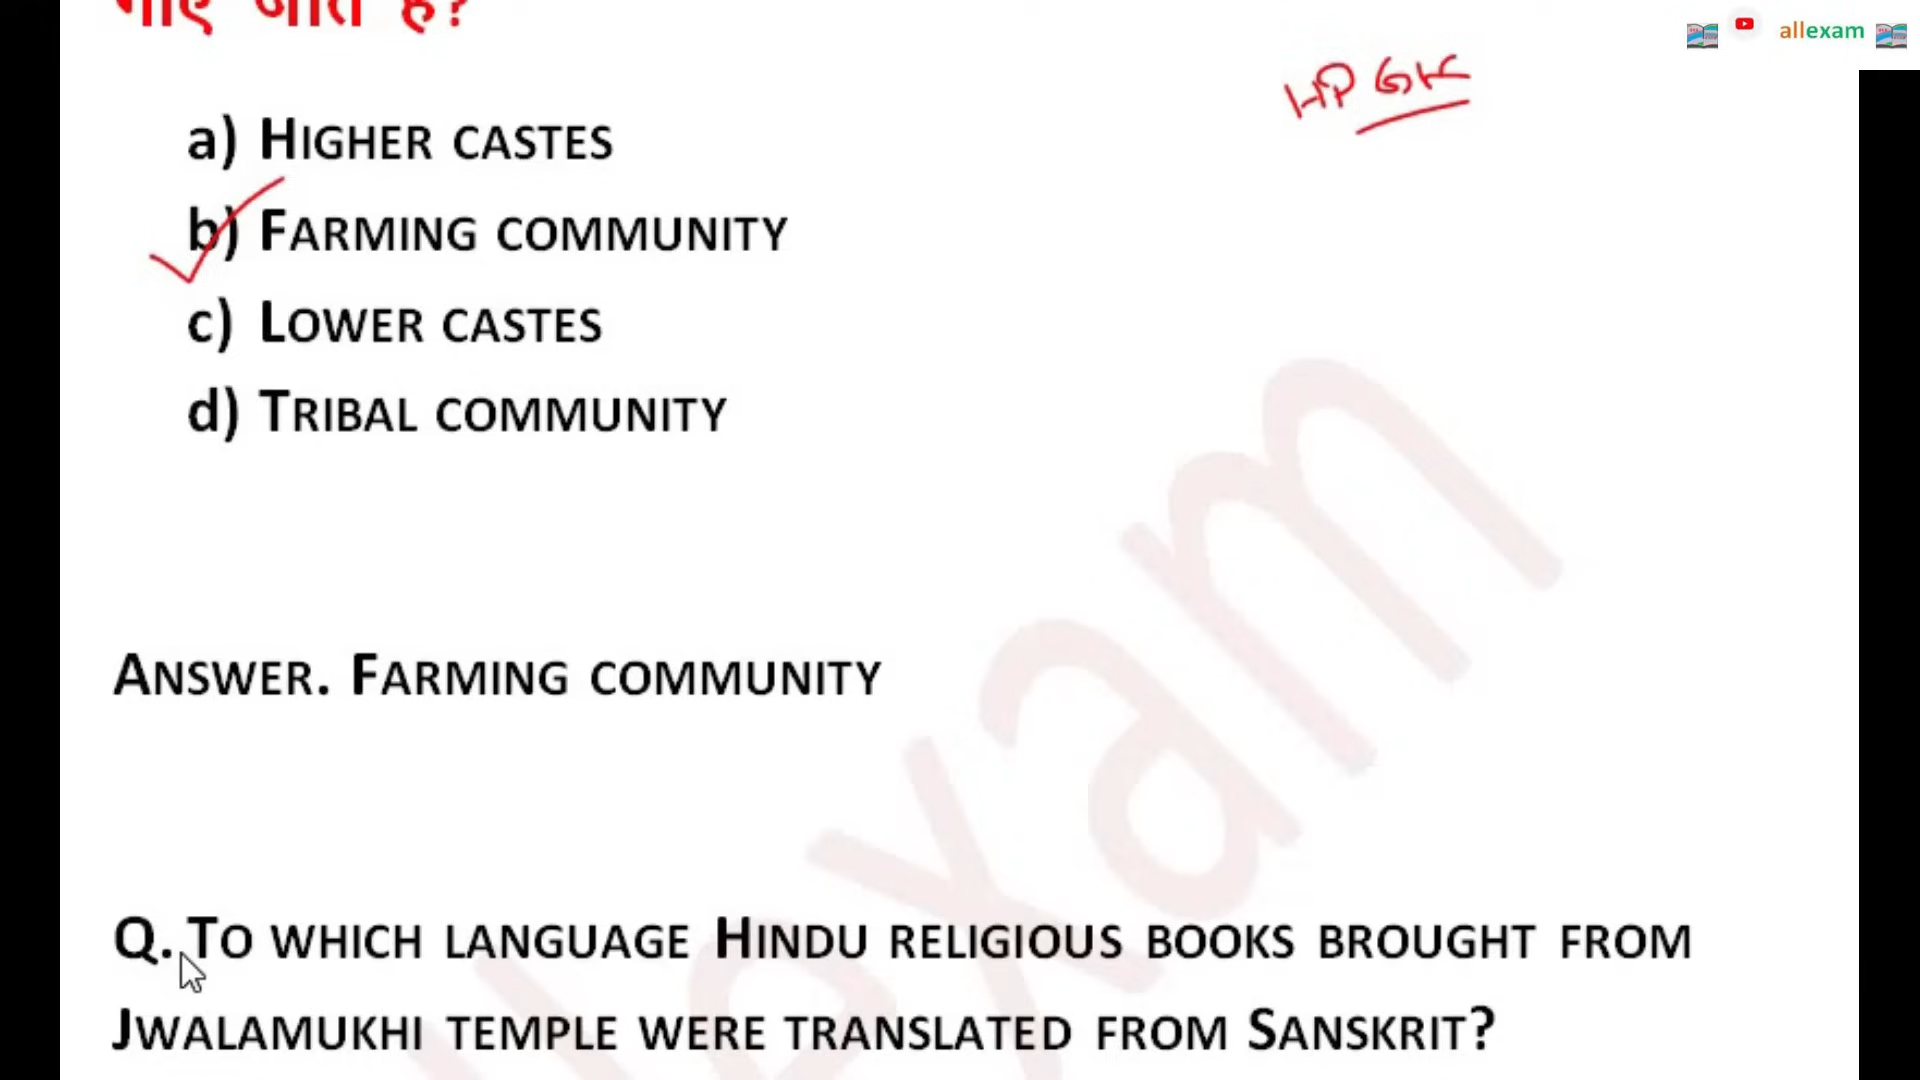 गाए जाते है?
allexam
HP GK
a) HIGHER CASTES
b) FARMING COMMUNITY
c) LOWER CASTES
d) TRIBAL COMMUNITY
ANSWER. FARMING COMMUNITY
Q. TO WHICH LANGUAGE HINDU RELIGIOUS BOOKS BROUGHT FROM
JWALAMUKHI TEMPLE WERE TRANSLATED FROM SANSKRIT?
allexam